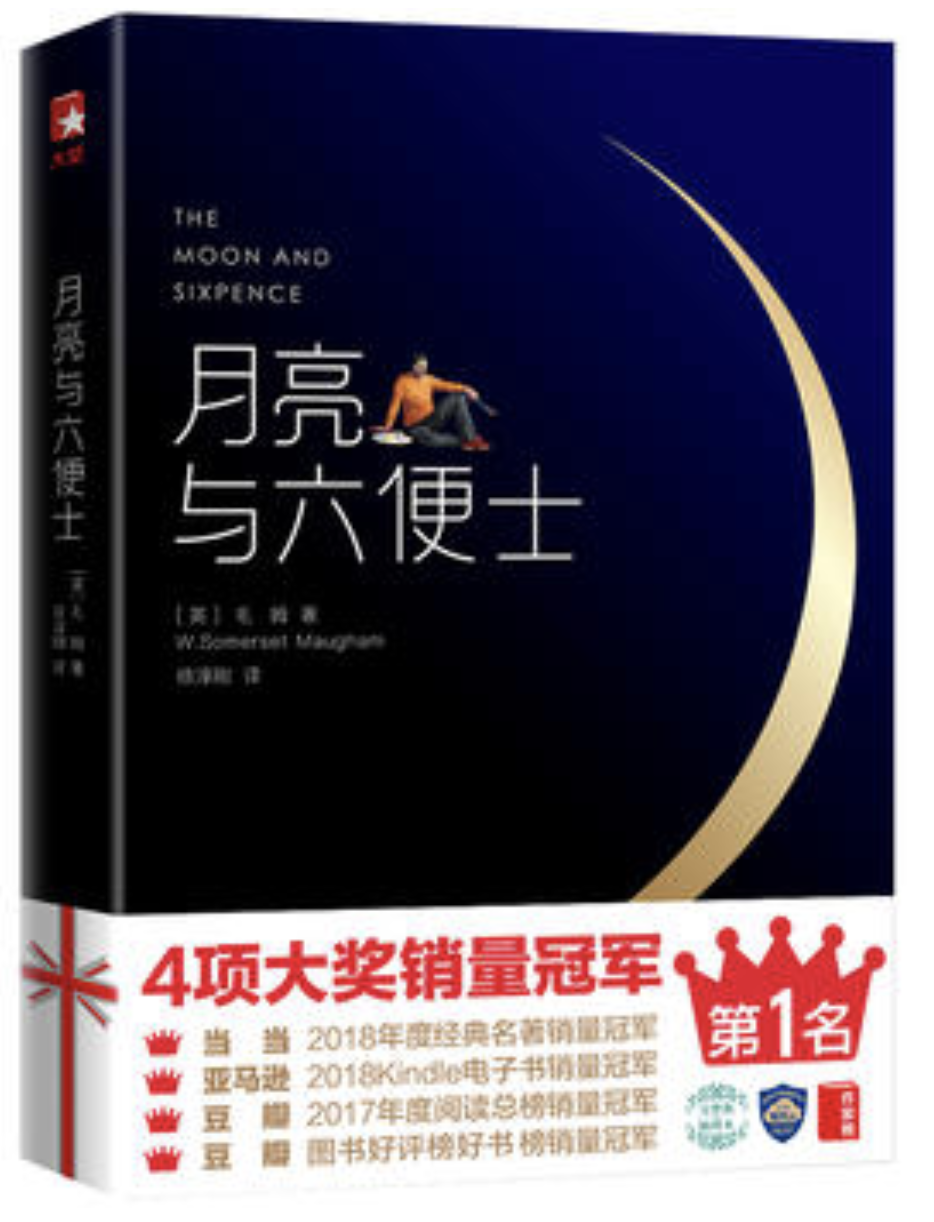 THE
MOON AND
SIXPENCE
月亮
与六便士
[英] 毛 姆 著
W.Somerset Maugham
译
月亮与六便士
4项大奖销量冠军
第1名
当 当 2018年度经典名著销量冠军
亚马逊 2018Kindle电子书销量冠军
豆 瓣 2017年度阅读总榜销量冠军
豆 瓣 图书好评榜好书榜销量冠军
作家榜